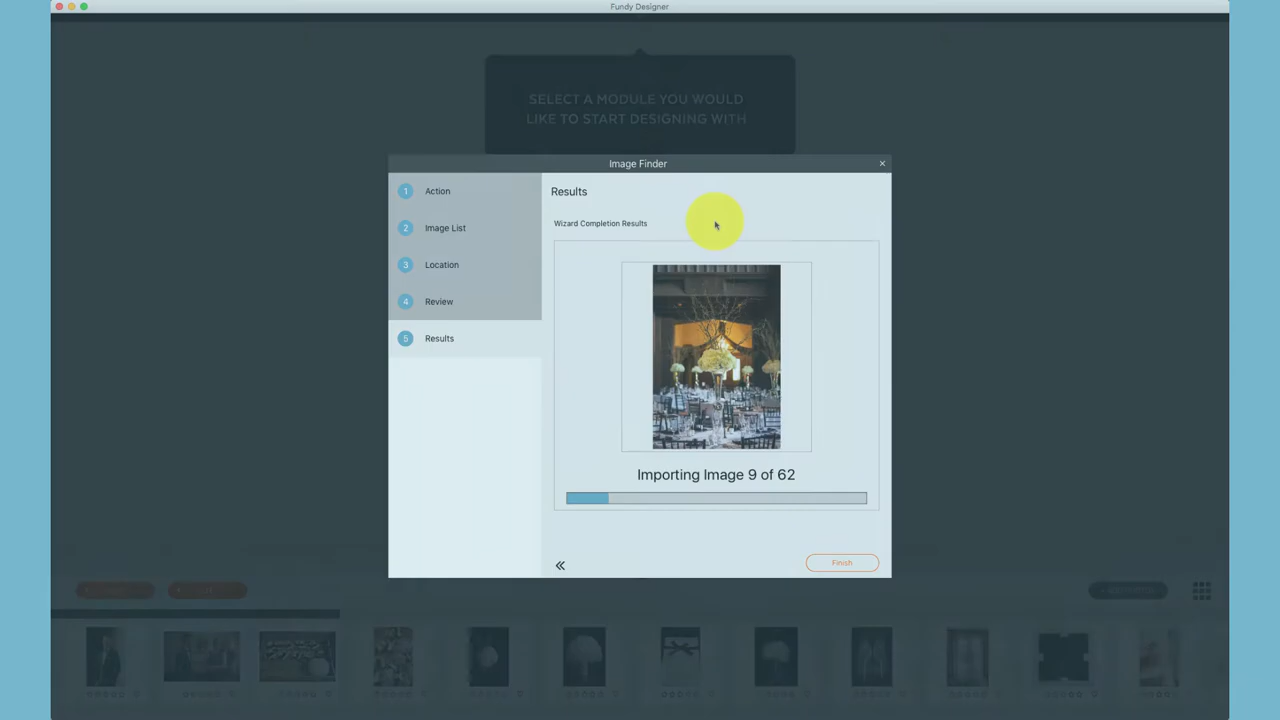 Fundy Designer
SELECT A MODULE YOU WOULD
LIKE TO START DESIGNING WITH
Image Finder
1 Action
2 Image List
3 Location
4 Review
5 Results
Results
Wizard Completion Results
Importing Image 9 of 62
Finish